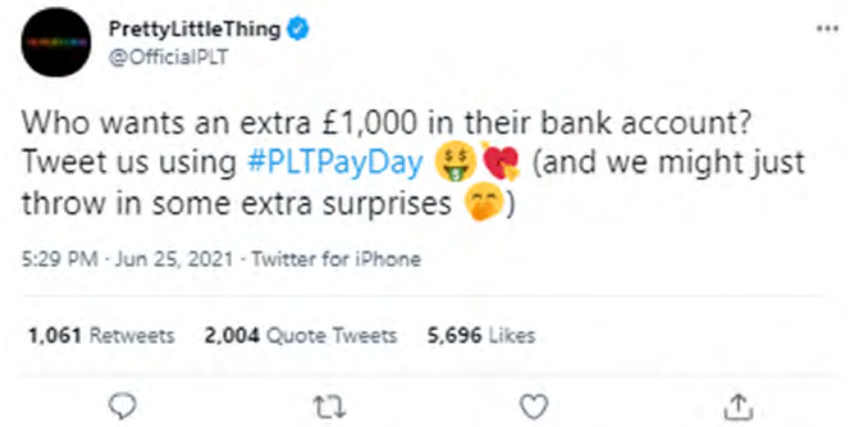 PrettyLittleThing
@OfficialPLT
Who wants an extra £1,000 in their bank account?
Tweet us using #PLTPayDay 🤑💘 (and we might just
throw in some extra surprises 🤭)
5:29 PM · Jun 25, 2021 · Twitter for iPhone
1,061 Retweets 2,004 Quote Tweets 5,696 Likes